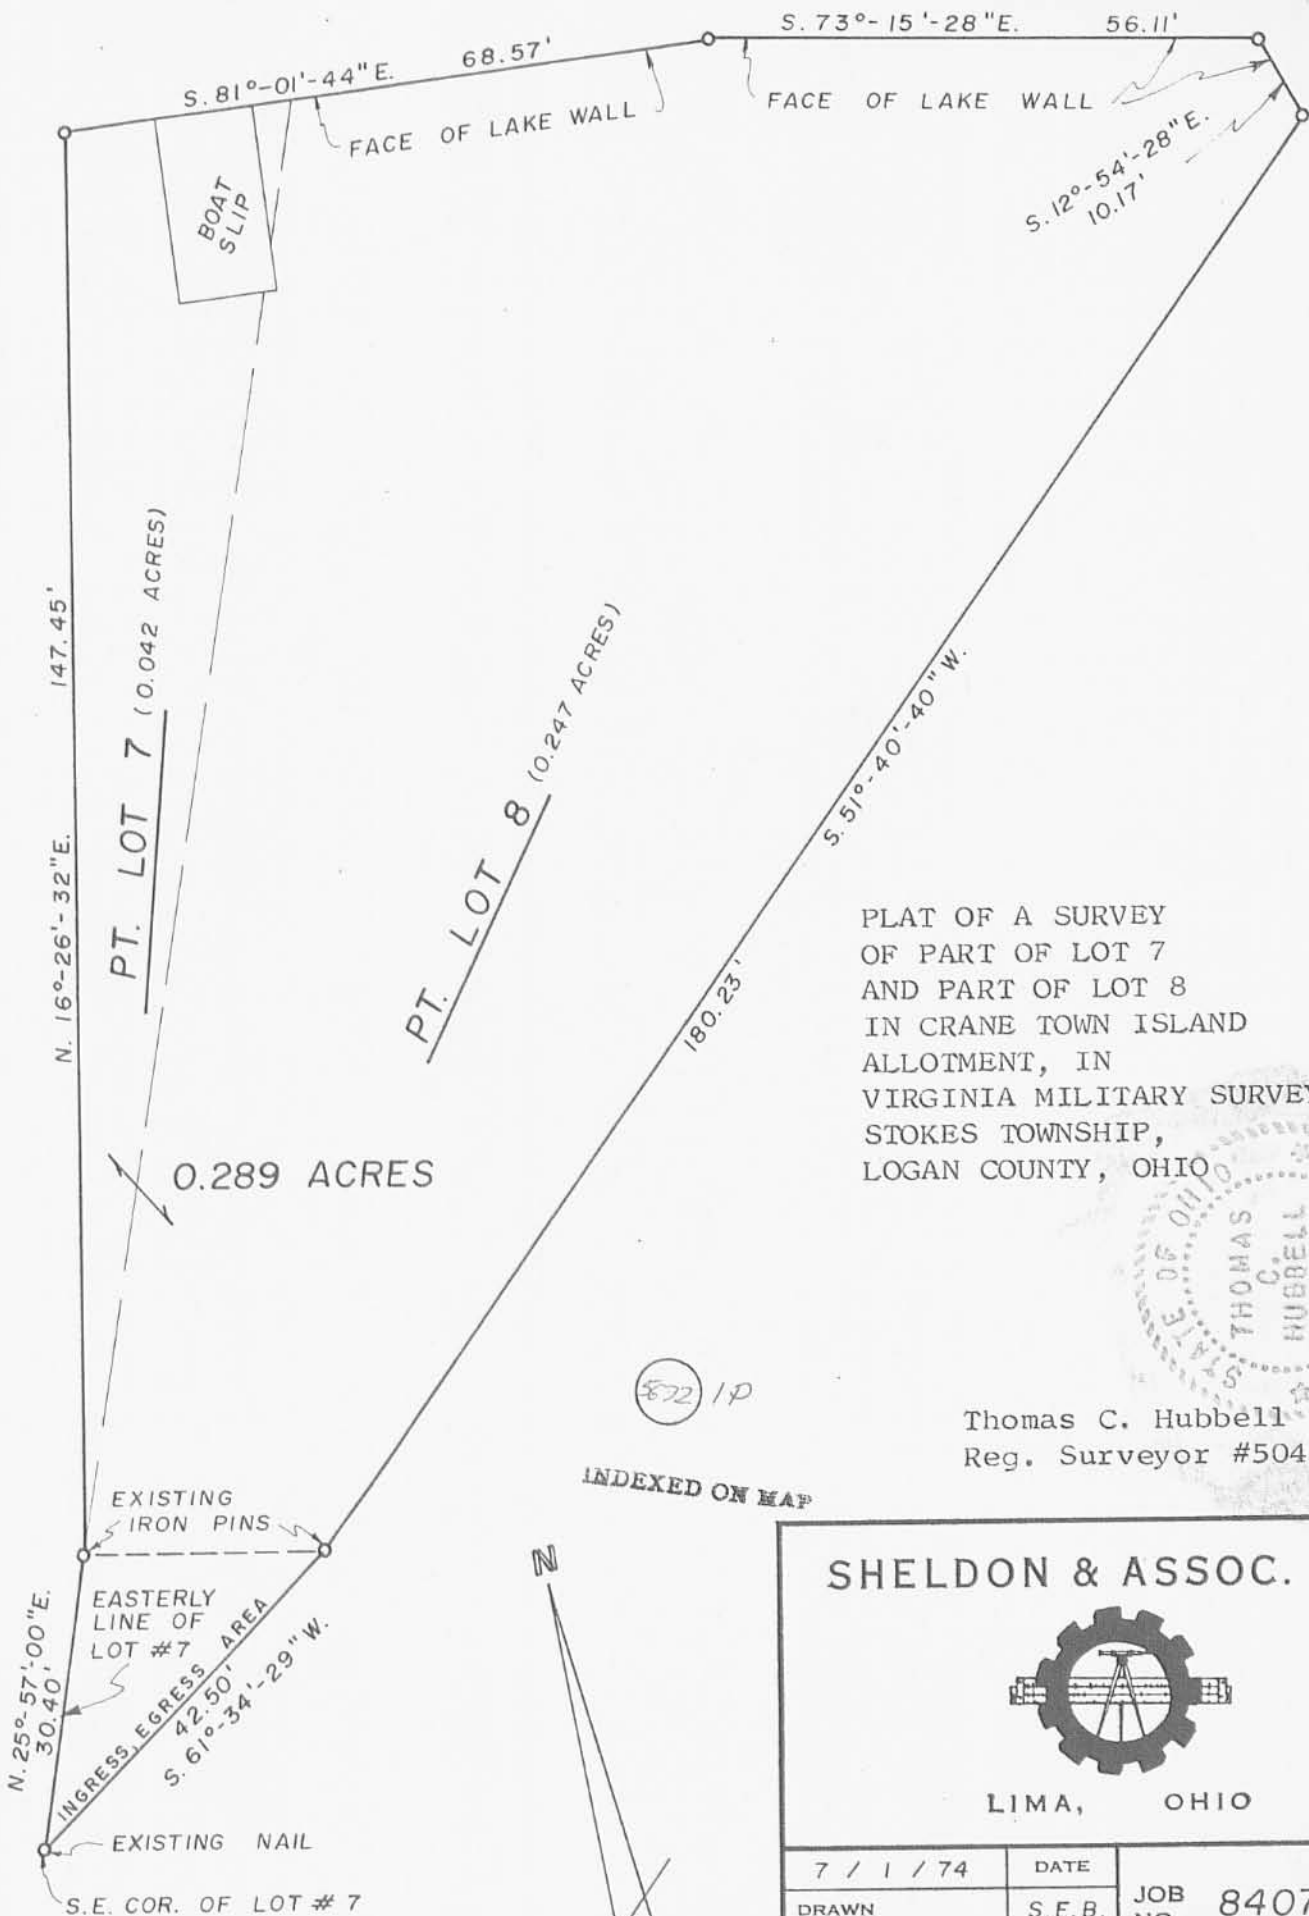 S. 73°-15'-28"E. 56.11'
S. 81°-01'-44"E. 68.57'
FACE OF LAKE WALL
FACE OF LAKE WALL
S. 12°-54'-28"E.
10.17'
BOAT
SLIP
147.45'
N. 16°-26'-32"E.
PT. LOT 7 (0.042 ACRES)
PT. LOT 8 (0.247 ACRES)
S. 51°-40'-40"W.
180.23'
PLAT OF A SURVEY
OF PART OF LOT 7
AND PART OF LOT 8
IN CRANE TOWN ISLAND
ALLOTMENT, IN
VIRGINIA MILITARY SURVEY
STOKES TOWNSHIP,
LOGAN COUNTY, OHIO
0.289 ACRES
STATE OF OHIO
THOMAS
C.
HUBBELL
5672 1P
Thomas C. Hubbell
Reg. Surveyor #504
INDEXED ON MAP
EXISTING
IRON PINS
EASTERLY
LINE OF
LOT #7
N. 25°-57'-00"E.
30.40'
INGRESS, EGRESS AREA
42.50'
S. 61°-34'-29"W.
EXISTING NAIL
S.E. COR. OF LOT # 7
N
SHELDON & ASSOC.
LIMA, OHIO
7 / 1 / 74 DATE
DRAWN S.E.B.
JOB 8407